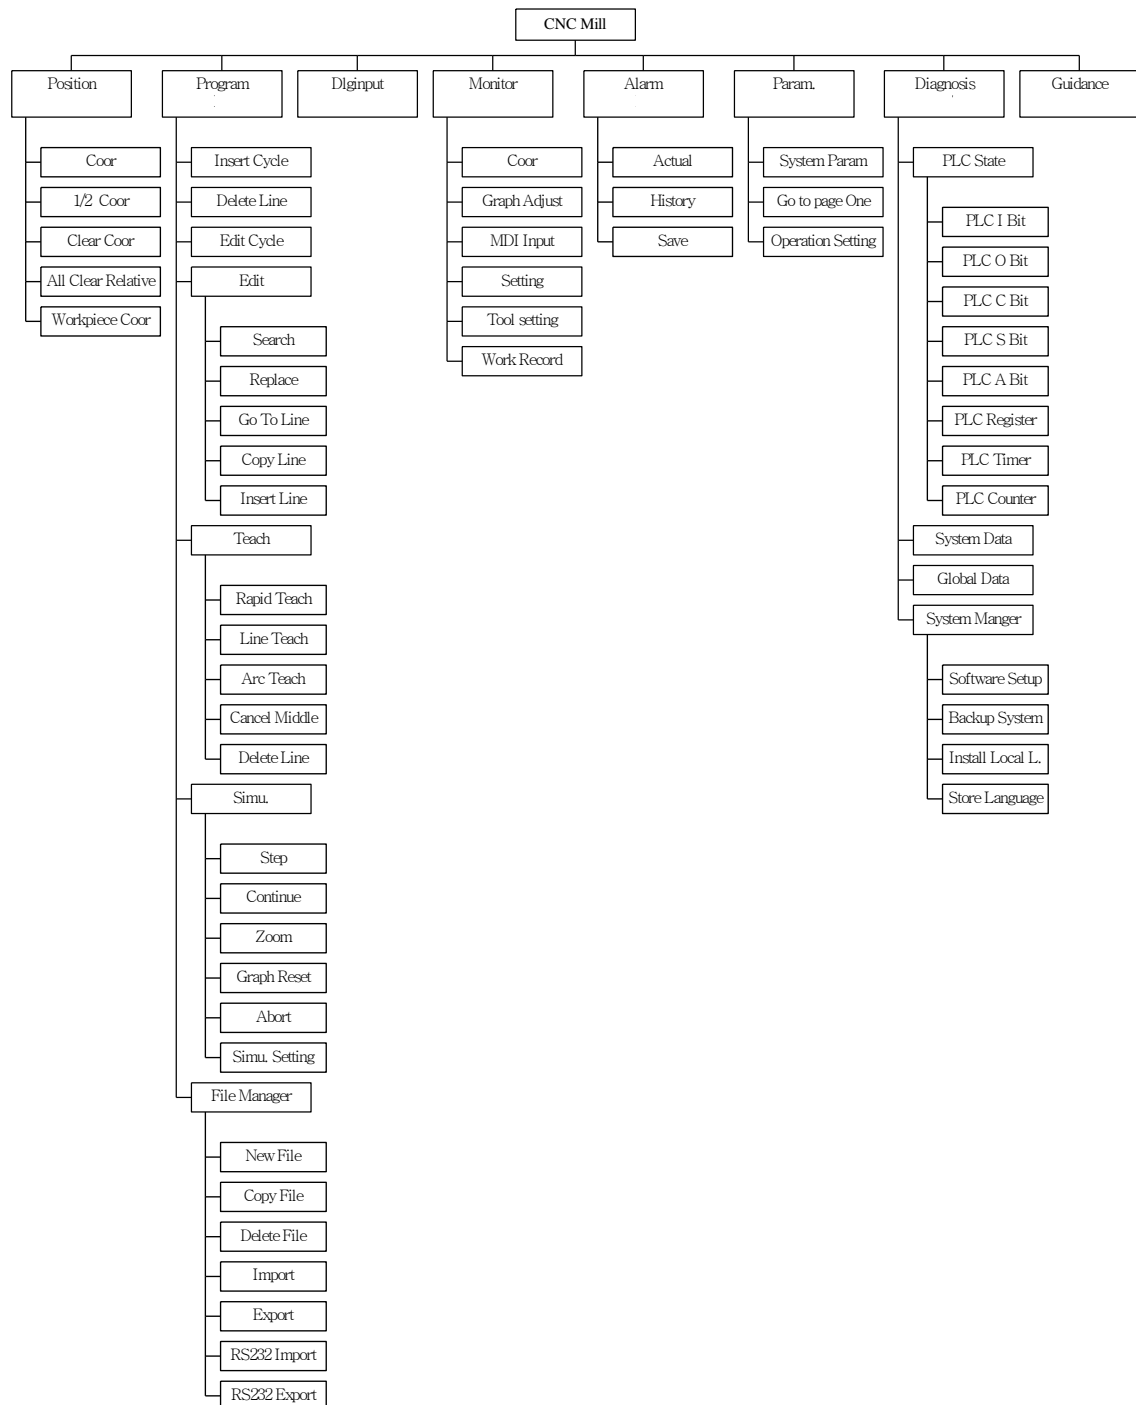 CNC Mill
Position
Program
Dlginput
Monitor
Alarm
Param.
Diagnosis
Guidance
Coor
1/2 Coor
Clear Coor
All Clear Relative
Workpiece Coor
Insert Cycle
Delete Line
Edit Cycle
Edit
Search
Replace
Go To Line
Copy Line
Insert Line
Teach
Rapid Teach
Line Teach
Arc Teach
Cancel Middle
Delete Line
Simu.
Step
Continue
Zoom
Graph Reset
Abort
Simu. Setting
File Manager
New File
Copy File
Delete File
Import
Export
RS232 Import
RS232 Export
Coor
Graph Adjust
MDI Input
Setting
Tool setting
Work Record
Actual
History
Save
System Param
Go to page One
Operation Setting
PLC State
PLC I Bit
PLC O Bit
PLC C Bit
PLC S Bit
PLC A Bit
PLC Register
PLC Timer
PLC Counter
System Data
Global Data
System Manger
Software Setup
Backup System
Install Local L.
Store Language